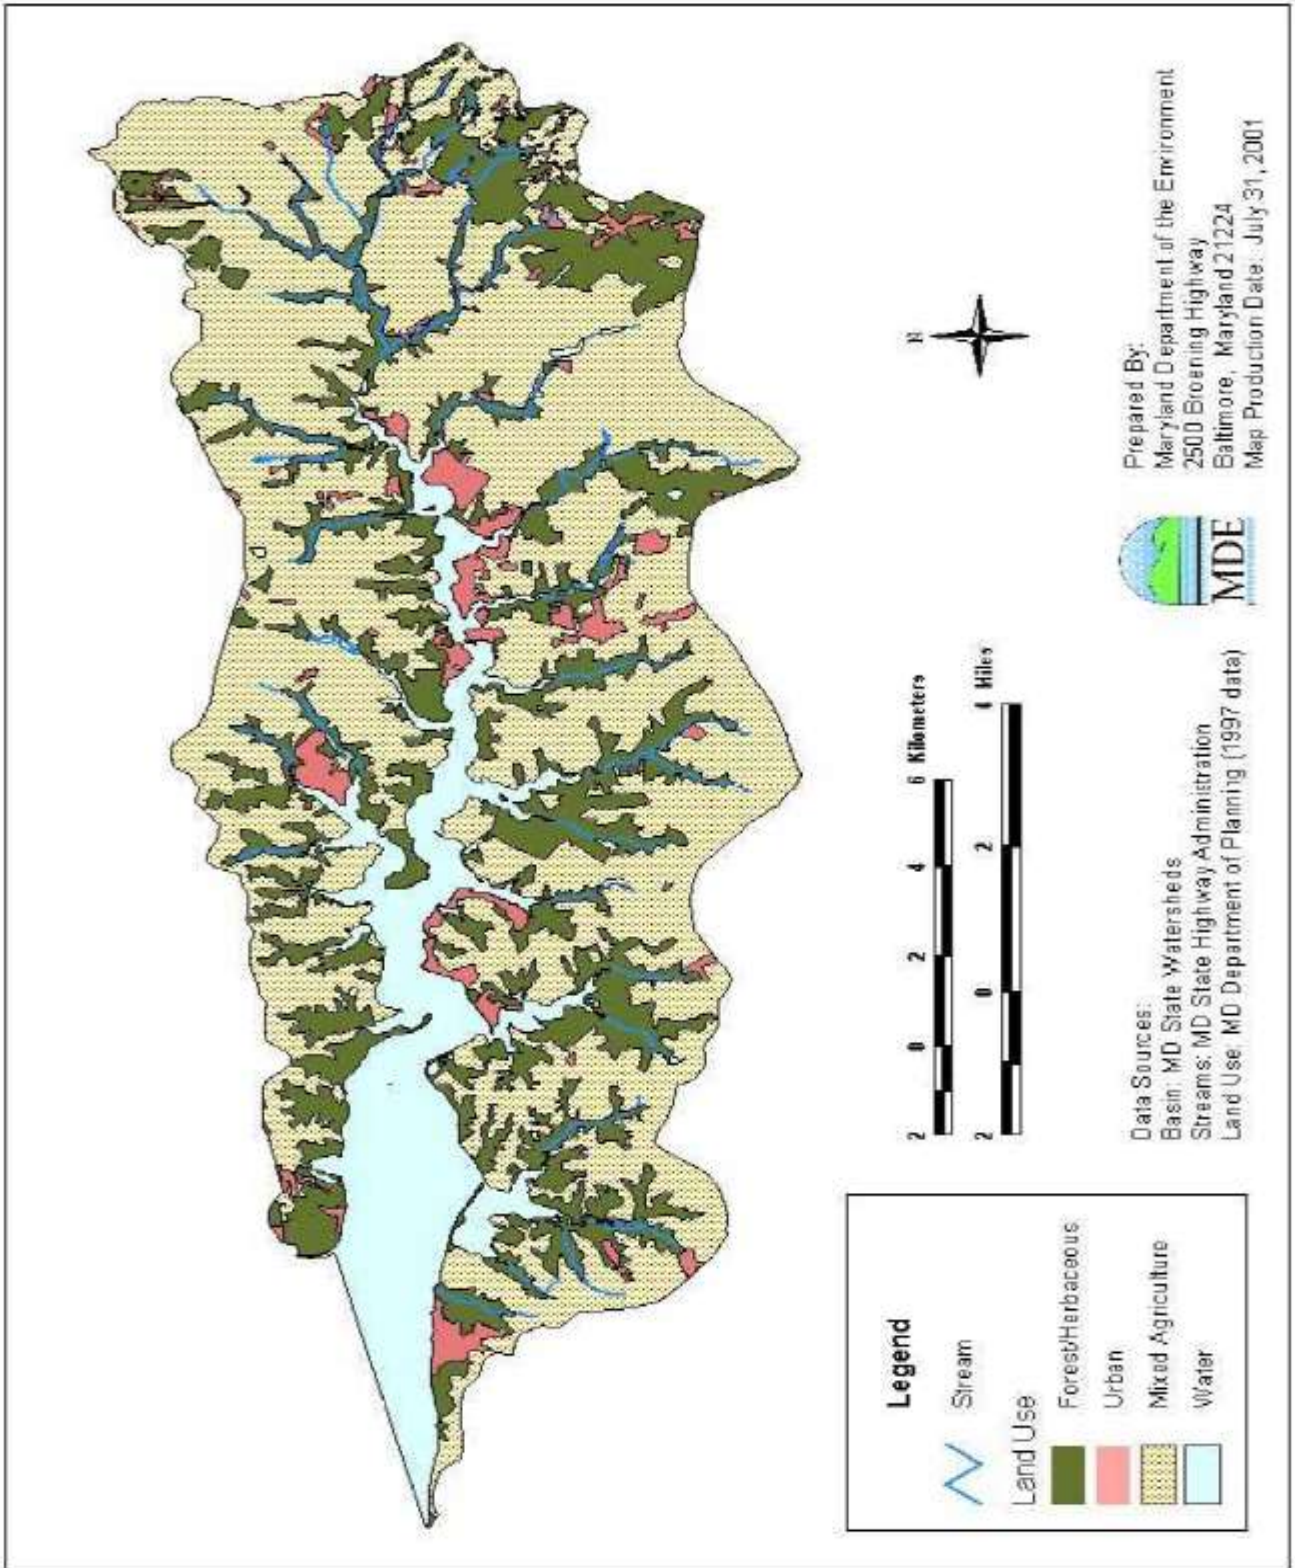 N
6 Kilometers
2 0 2 4
4 Miles
2 0 2
Legend
Stream
Land Use
Forest/Herbaceous
Urban
Mixed Agriculture
Water
Data Sources:
Basin: MD State Watersheds
Streams: MD State Highway Administration
Land Use: MD Department of Planning (1997 data)
MDE
Prepared By:
Maryland Department of the Environment
2500 Broening Highway
Baltimore, Maryland 21224
Map Production Date: July 31, 2001